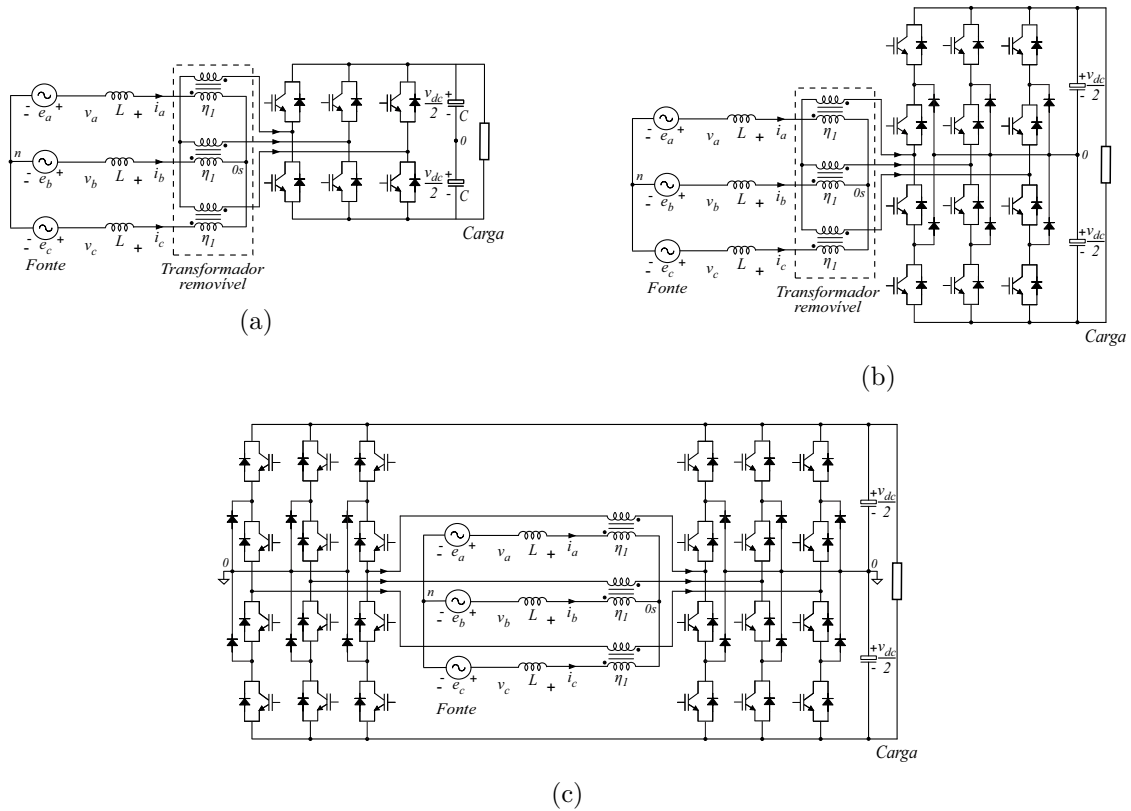 - e_a +
v_a
L
+
i_a
η_1
n
- e_b +
v_b
L
+
i_b
0s
η_1
- e_c +
v_c
L
+
i_c
η_1
Fonte
Transformador
removível
v_dc
2
+
-
C
0
v_dc
2
+
-
C
Carga
(a)
- e_a +
v_a
L
+
i_a
η_1
n
- e_b +
v_b
L
+
i_b
0s
η_1
- e_c +
v_c
L
+
i_c
η_1
Fonte
Transformador
removível
+
-
v_dc
2
0
+
-
v_dc
2
Carga
(b)
0
- e_a +
v_a
L
+
i_a
η_1
n
- e_b +
v_b
L
+
i_b
0s
η_1
- e_c +
v_c
L
+
i_c
η_1
Fonte
+
-
v_dc
2
0
+
-
v_dc
2
Carga
(c)